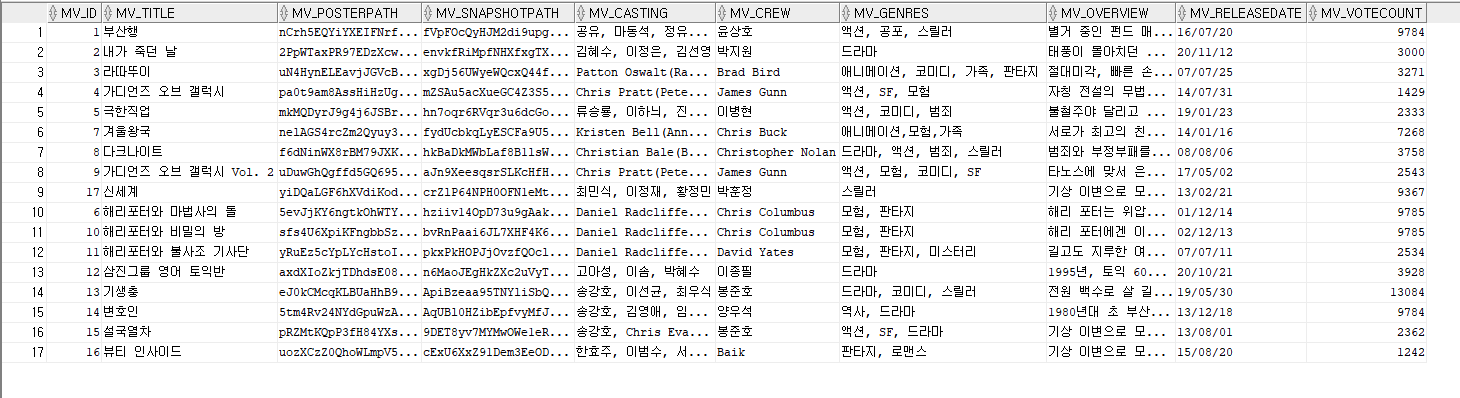 MV_ID MV_TITLE MV_POSTERPATH MV_SNAPSHOTPATH MV_CASTING MV_CREW MV_GENRES MV_OVERVIEW MV_RELEASEDATE MV_VOTECOUNT
1 1 부산행 nCrh5EQYiYXEIFNrf... fVpFOcQyHJM2di9upg... 공유, 마동석, 정유... 윤상호 액션, 공포, 스릴러 별거 중인 펀드 매... 16/07/20 9784
2 2 내가 죽던 날 2PpWTaxPR97EDzXcw... envkfRiMpfNHXfxgTX... 김혜수, 이정은, 김선영 박지원 드라마 태풍이 몰아치던 ... 20/11/12 3000
3 3 라따뚜이 uN4HynELEavjJGVcB... xgDj56UWyeWQcxQ44f... Patton Oswalt(Ra... Brad Bird 애니메이션, 코미디, 가족, 판타지 절대미각, 빠른 손... 07/07/25 3271
4 4 가디언즈 오브 갤럭시 pa0t9am8AssHiHzUg... mZSAu5acXueGC4Z3S5... Chris Pratt(Pete... James Gunn 액션, SF, 모험 자칭 전설의 무법... 14/07/31 1429
5 5 극한직업 mkMQDyrJ9g4j6JSBr... hn7oqr6RVqr3u6dcGo... 류승룡, 이하늬, 진... 이병현 액션, 코미디, 범죄 불철주야 달리고 ... 19/01/23 2333
6 7 겨울왕국 nelAGS4rcZm2Qyuy3... fydUcbkqLyESCFa9U5... Kristen Bell(Ann... Chris Buck 애니메이션,모험,가족 서로가 최고의 친... 14/01/16 7268
7 8 다크나이트 f6dNinWX8rBM79JXK... hkBaDkMWbLaf8BllsW... Christian Bale(B... Christopher Nolan 드라마, 액션, 범죄, 스릴러 범죄와 부정부패를... 08/08/06 3758
8 9 가디언즈 오브 갤럭시 Vol. 2 uDuwGhQgffd5GQ695... aJn9XeesqsrSLKcHfH... Chris Pratt(Pete... James Gunn 액션, 모험, 코미디, SF 타노스에 맞서 은... 17/05/02 2543
9 17 신세계 yiDQaLGF6hXVdiKod... crZlP64NPH0OFNleMt... 최민식, 이정재, 황정민 박훈정 스릴러 기상 이변으로 모... 13/02/21 9367
10 6 해리포터와 마법사의 돌 5evJjKY6ngtkOhWTY... hziivl4OpD73u9gAak... Daniel Radcliffe... Chris Columbus 모험, 판타지 해리 포터는 위압... 01/12/14 9785
11 10 해리포터와 비밀의 방 sfs4U6XpiKFngbbSz... bvRnPaai6JL7XHF4K6... Daniel Radcliffe... Chris Columbus 모험, 판타지 해리 포터에겐 이... 02/12/13 9785
12 11 해리포터와 불사조 기사단 yRuEz5cYpLYcHstoI... pkxPkHOPJjOvzfQOcl... Daniel Radcliffe... David Yates 모험, 판타지, 미스터리 길고도 지루한 여... 07/07/11 2534
13 12 삼진그룹 영어 토익반 axdXIoZkjTDhdsE08... n6MaoJEgHkZXc2uVyT... 고아성, 이솜, 박혜수 이종필 드라마 1995년, 토익 60... 20/10/21 3928
14 13 기생충 eJ0kCMcqKLBUaHhB9... ApiBzeaa95TNYliSbQ... 송강호, 이선균, 최우식 봉준호 드라마, 코미디, 스릴러 전원 백수로 살 길... 19/05/30 13084
15 14 변호인 5tm4Rv24NYdGpuWzA... AqUBl0HZibEpfvyMfJ... 송강호, 김영애, 임... 양우석 역사, 드라마 1980년대 초 부산... 13/12/18 9784
16 15 설국열차 pRZMtKQpP3fH84YXs... 9DET8yv7MYMwOWeleR... 송강호, Chris Eva... 봉준호 액션, SF, 드라마 기상 이변으로 모... 13/08/01 2362
17 16 뷰티 인사이드 uozXCzZ0QhoWLmpV5... cExU6XxZ9lDem3EeOD... 한효주, 이범수, 서... Baik 판타지, 로맨스 기상 이변으로 모... 15/08/20 1242